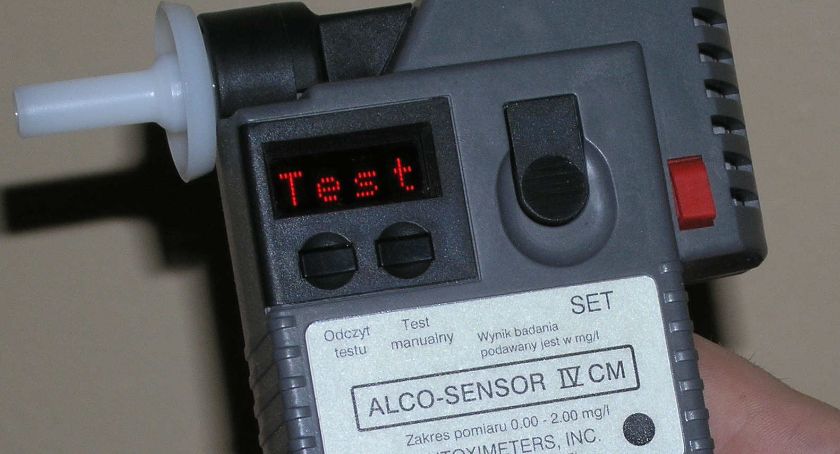 Test
SET
Odczyt testu
Test manualny
Wynik badania
podawany jest w mg/l
ALCO-SENSOR IV CM
Zakres pomiaru 0.00 - 2.00 mg/l
INC.